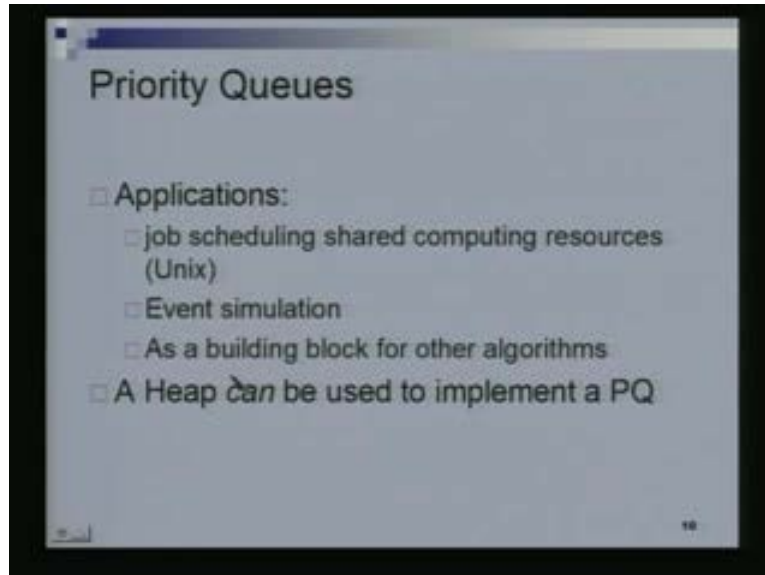 Priority Queues
Applications:
job scheduling shared computing resources
(Unix)
Event simulation
As a building block for other algorithms
A Heap can be used to implement a PQ
10